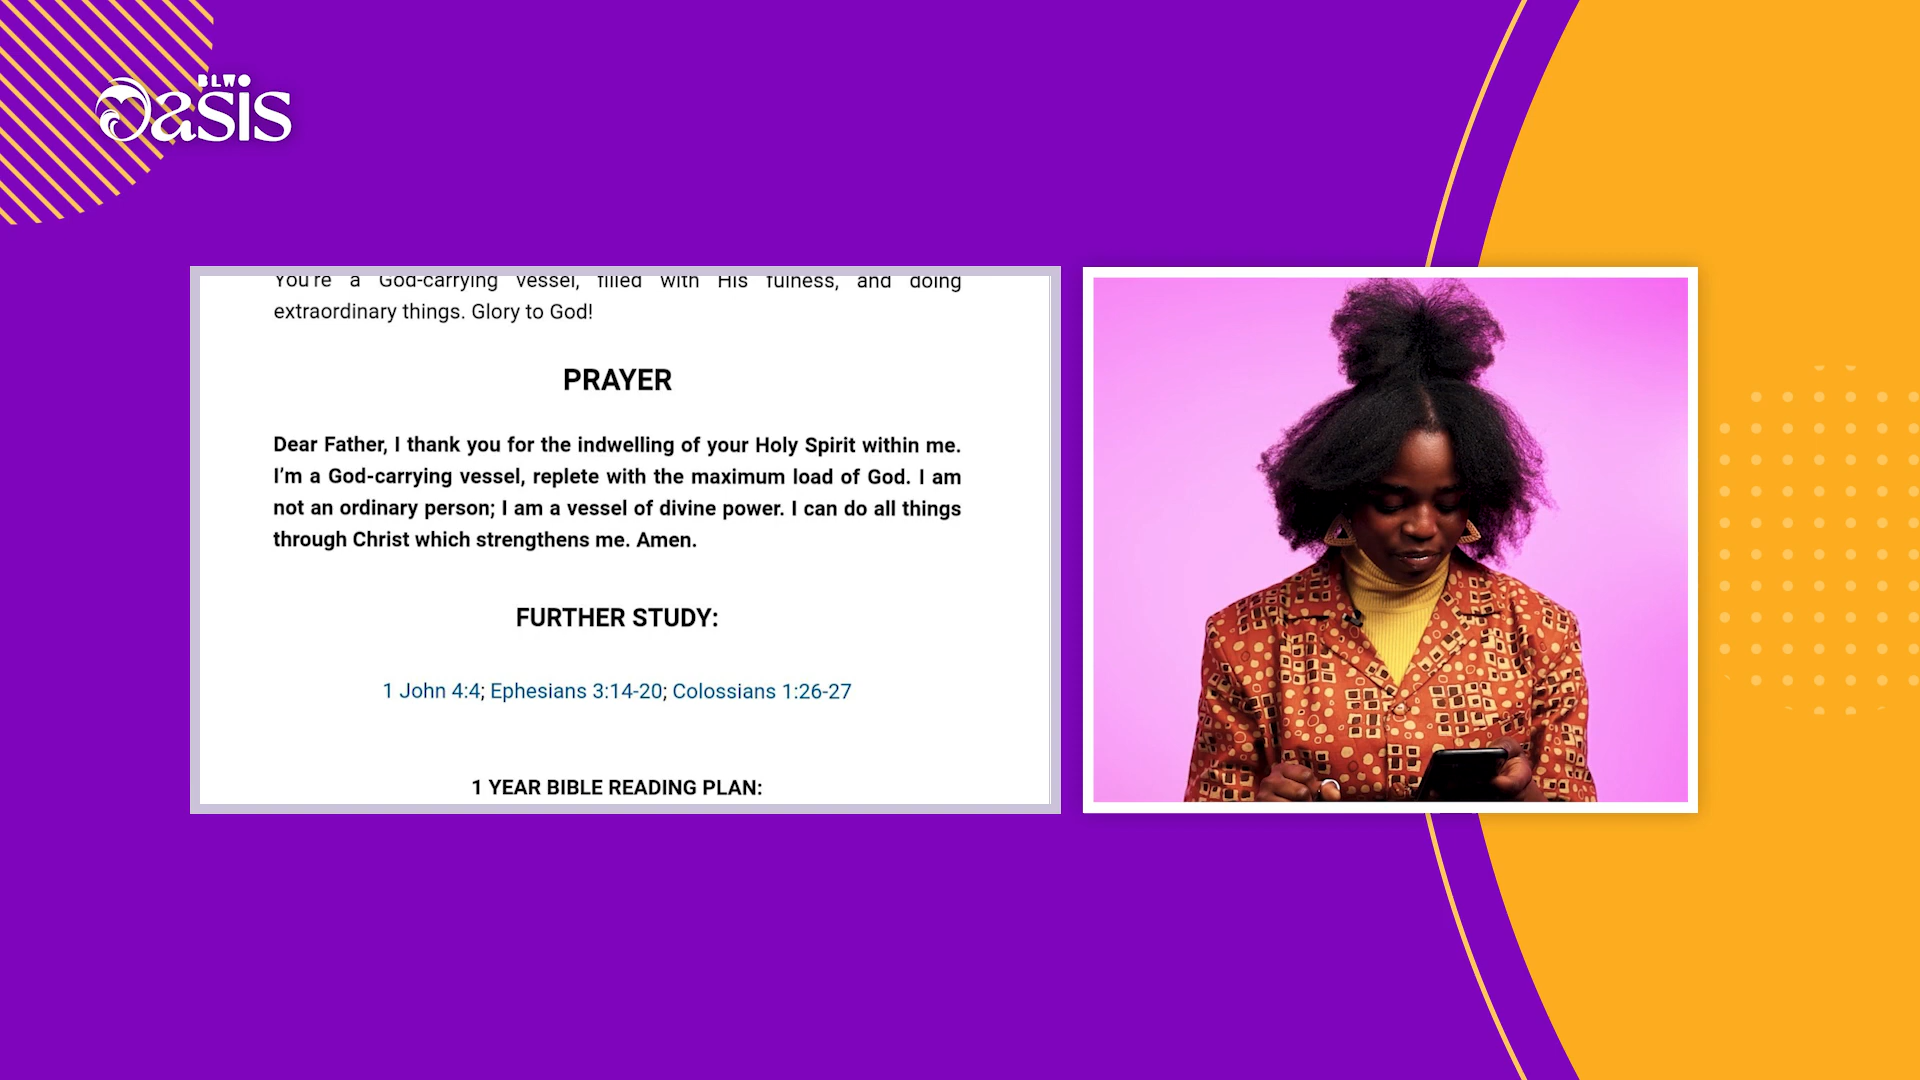 BLWO
Oasis
You're a God-carrying vessel, filled with His fulness, and doing
extraordinary things. Glory to God!
PRAYER
Dear Father, I thank you for the indwelling of your Holy Spirit within me.
I'm a God-carrying vessel, replete with the maximum load of God. I am
not an ordinary person; I am a vessel of divine power. I can do all things
through Christ which strengthens me. Amen.
FURTHER STUDY:
1 John 4:4; Ephesians 3:14-20; Colossians 1:26-27
1 YEAR BIBLE READING PLAN: